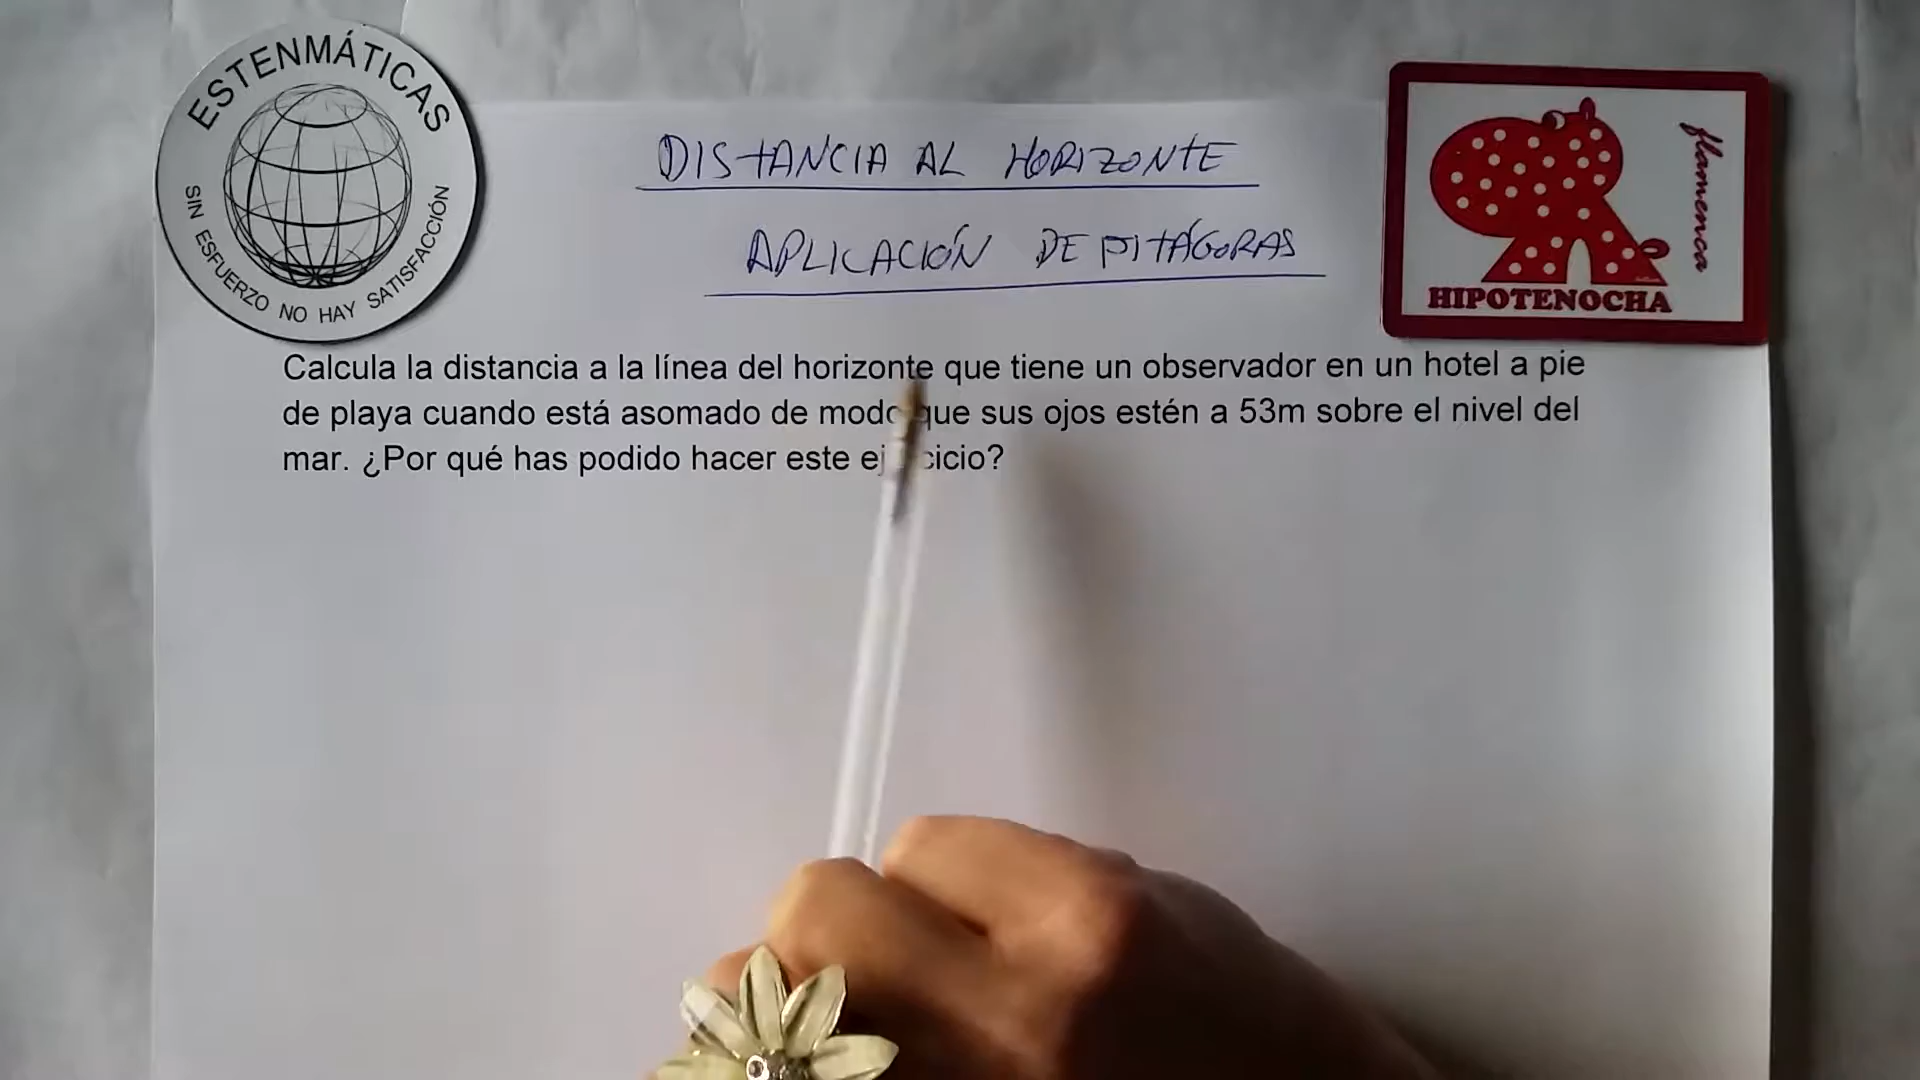 ESTENMÁTICAS
SIN ESFUERZO NO HAY SATISFACCIÓN
DISTANCIA AL HORIZONTE
APLICACIÓN DE PITÁGORAS
flamenca
HIPOTENOCHA
Calcula la distancia a la línea del horizonte que tiene un observador en un hotel a pie
de playa cuando está asomado de modo que sus ojos estén a 53m sobre el nivel del
mar. ¿Por qué has podido hacer este ejercicio?